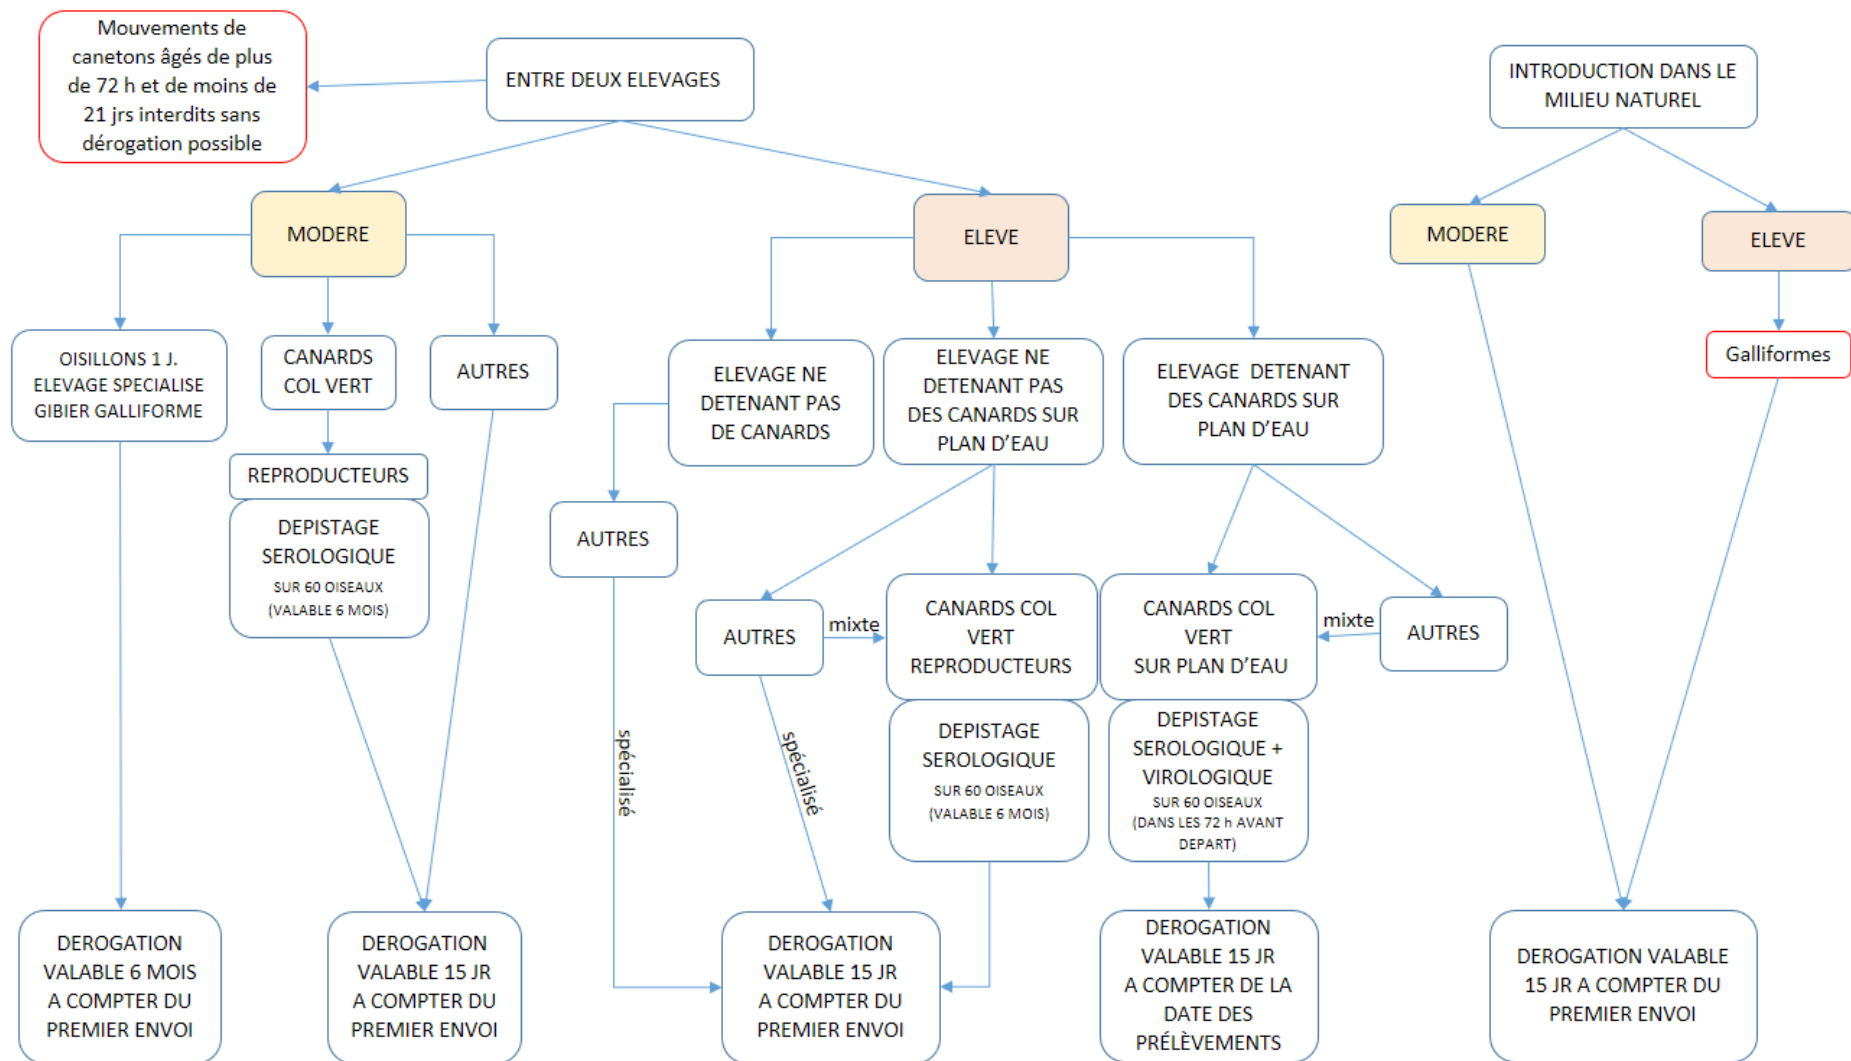 Mouvements de
canetons âgés de plus
de 72 h et de moins de
21 jrs interdits sans
dérogation possible
ENTRE DEUX ELEVAGES
INTRODUCTION DANS LE
MILIEU NATUREL
MODERE
ELEVE
MODERE
ELEVE
OISILLONS 1 J.
ELEVAGE SPECIALISE
GIBIER GALLIFORME
CANARDS
COL VERT
AUTRES
ELEVAGE NE
DETENANT PAS
DE CANARDS
ELEVAGE NE
DETENANT PAS
DES CANARDS SUR
PLAN D'EAU
ELEVAGE DETENANT
DES CANARDS SUR
PLAN D'EAU
Galliformes
REPRODUCTEURS
DEPISTAGE
SEROLOGIQUE
SUR 60 OISEAUX
(VALABLE 6 MOIS)
AUTRES
AUTRES
mixte
CANARDS COL
VERT
REPRODUCTEURS
CANARDS COL
VERT
SUR PLAN D'EAU
mixte
AUTRES
spécialisé
spécialisé
DEPISTAGE
SEROLOGIQUE
SUR 60 OISEAUX
(VALABLE 6 MOIS)
DEPISTAGE
SEROLOGIQUE +
VIROLOGIQUE
SUR 60 OISEAUX
(DANS LES 72 h AVANT
DEPART)
DEROGATION
VALABLE 6 MOIS
A COMPTER DU
PREMIER ENVOI
DEROGATION
VALABLE 15 JR
A COMPTER DU
PREMIER ENVOI
DEROGATION
VALABLE 15 JR
A COMPTER DU
PREMIER ENVOI
DEROGATION
VALABLE 15 JR
A COMPTER DE LA
DATE DES
PRÉLÈVEMENTS
DEROGATION VALABLE
15 JR A COMPTER DU
PREMIER ENVOI